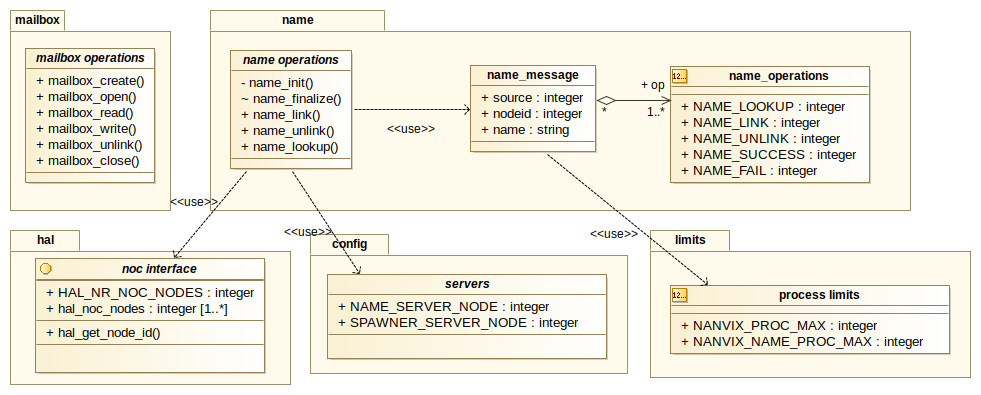 mailbox
mailbox operations
+ mailbox_create()
+ mailbox_open()
+ mailbox_read()
+ mailbox_write()
+ mailbox_unlink()
+ mailbox_close()
name
name operations
- name_init()
~ name_finalize()
+ name_link()
+ name_unlink()
+ name_lookup()
<<use>>
name_message
+ source : integer
+ nodeid : integer
+ name : string
+ op
*
1..*
12...
name_operations
+ NAME_LOOKUP : integer
+ NAME_LINK : integer
+ NAME_UNLINK : integer
+ NAME_SUCCESS : integer
+ NAME_FAIL : integer
<<use>>
<<use>>
<<use>>
hal
noc interface
+ HAL_NR_NOC_NODES : integer
+ hal_noc_nodes : integer [1..*]
+ hal_get_node_id()
config
servers
+ NAME_SERVER_NODE : integer
+ SPAWNER_SERVER_NODE : integer
limits
12...
process limits
+ NANVIX_PROC_MAX : integer
+ NANVIX_NAME_PROC_MAX : integer